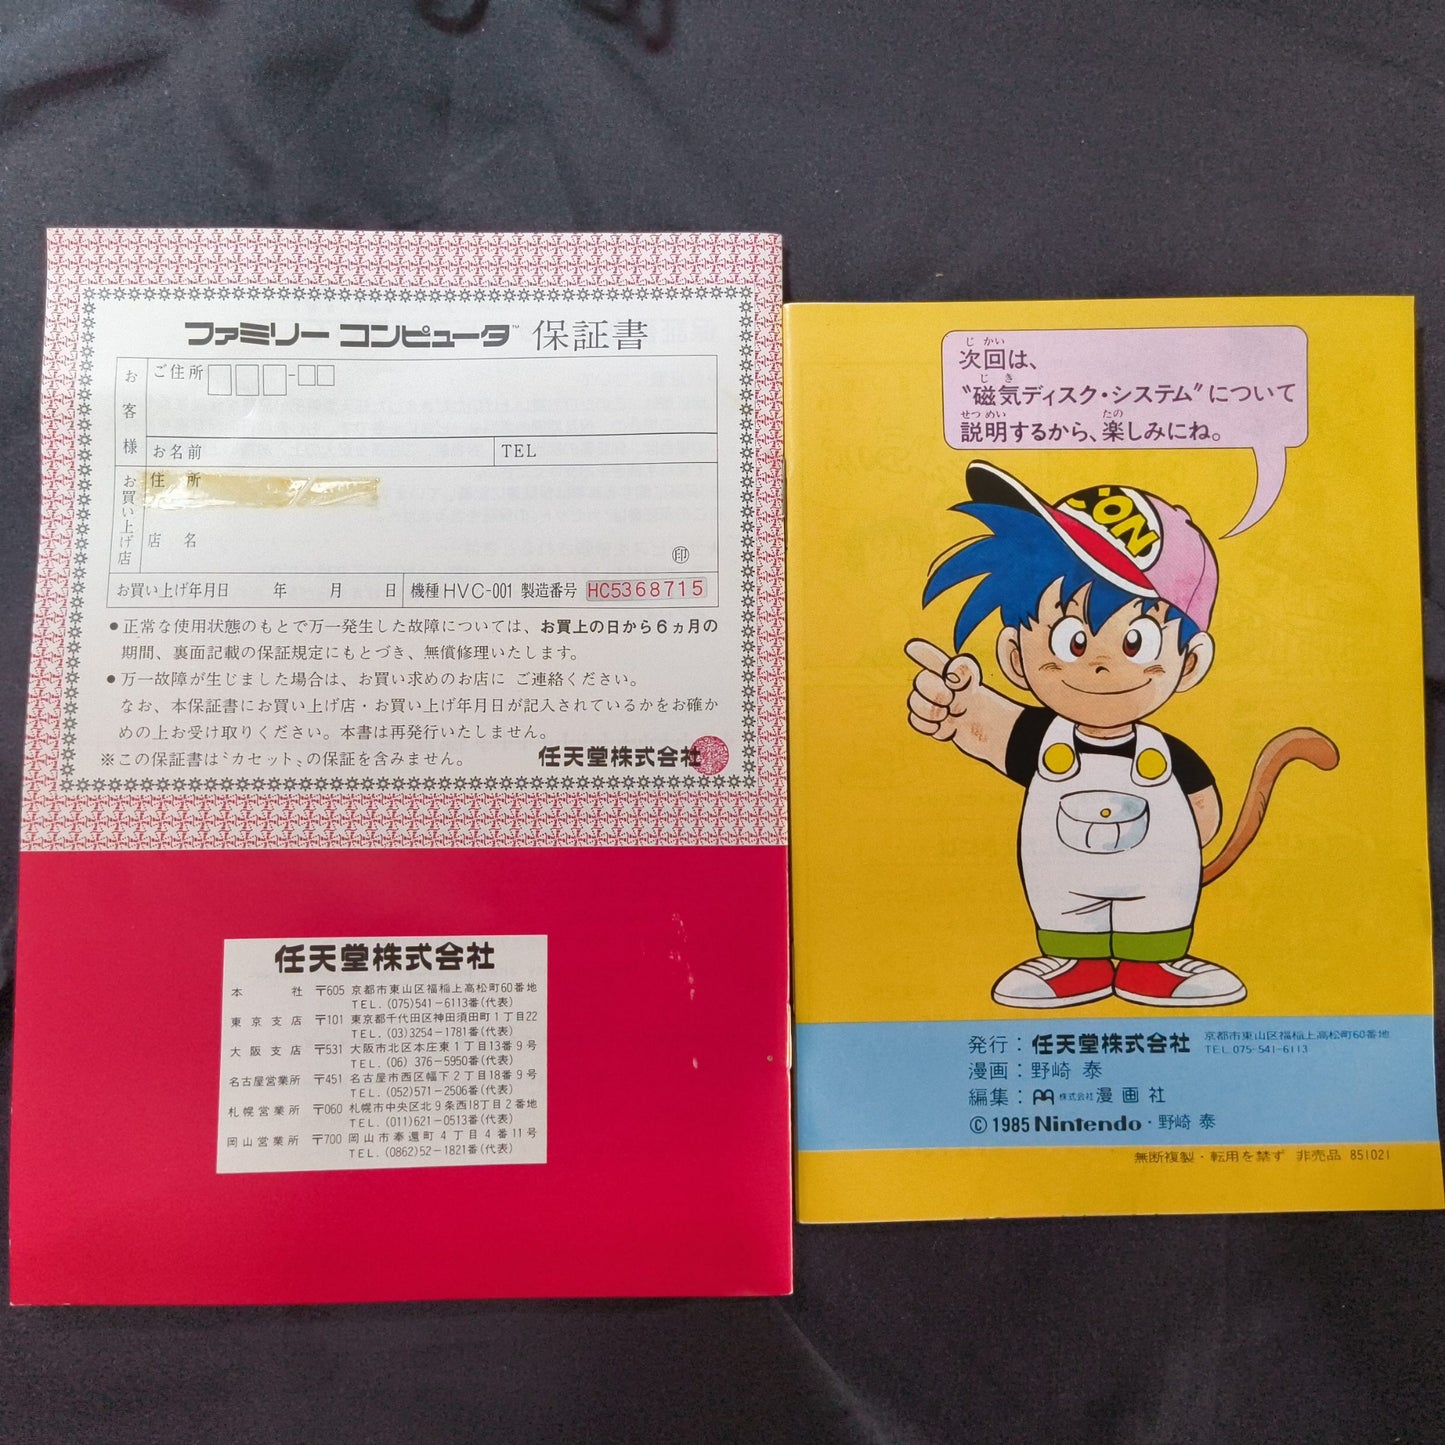 ファミリー コンピュータ™ 保証書
お客様
ご住所 □□□-□□
お名前
TEL
お買い上げ店
住所
店名
印
お買い上げ年月日 年 月 日 機種 HVC-001 製造番号 HC5368715
●正常な使用状態のもとで万一発生した故障については、お買上の日から6ヵ月の
期間、裏面記載の保証規定にもとづき、無償修理いたします。
●万一故障が生じました場合は、お買い求めのお店に ご連絡ください。
なお、本保証書にお買い上げ店・お買い上げ年月日が記入されているかをお確か
めの上お受け取りください。本書は再発行いたしません。
※この保証書は〝カセット〟の保証を含みません。
任天堂株式会社
任天堂株式会社
本社 〒605 京都市東山区福稲上高松町60番地
TEL.(075)541-6113番(代表)
東京支店 〒101 東京都千代田区神田須田町1丁目22
TEL.(03)3254-1781番(代表)
大阪支店 〒531 大阪市北区本庄東1丁目13番9号
TEL.(06)376-5950番(代表)
名古屋営業所 〒451 名古屋市西区幅下2丁目18番9号
TEL.(052)571-2506番(代表)
札幌営業所 〒060 札幌市中央区北9条西18丁目2番地
TEL.(011)621-0513番(代表)
岡山営業所 〒700 岡山市奉還町4丁目4番11号
TEL.(0862)52-1821番(代表)
じかい
次回は、
じき
〝磁気ディスク・システム〟について
せつめい たの
説明するから、楽しみにね。
CON
発行：任天堂株式会社 京都市東山区福稲上高松町60番地
TEL 075-541-6113
漫画：野崎 泰
編集：株式会社漫画社
© 1985 Nintendo・野崎 泰
無断複製・転用を禁ず 非売品 851021